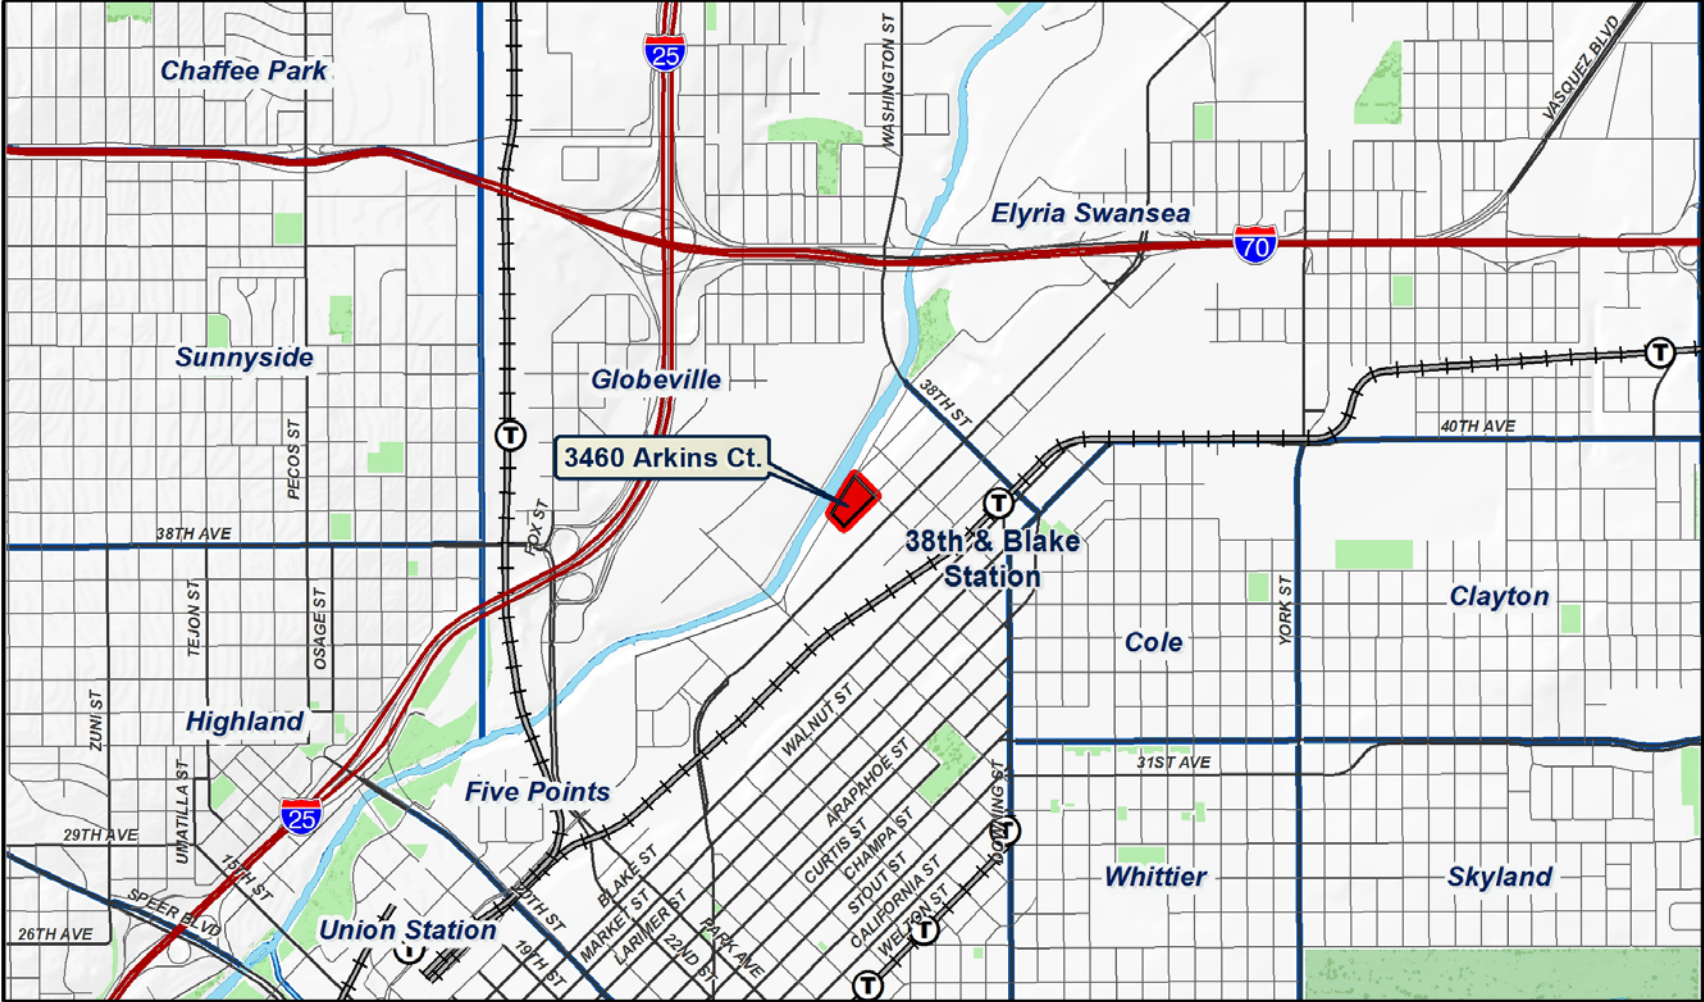 25
Chaffee Park
WASHINGTON ST
VASQUEZ BLVD
Elyria Swansea
70
Sunnyside
Globeville
T
38TH ST
T
3460 Arkins Ct.
40TH AVE
PECOS ST
T
FOX ST
38TH AVE
38th & Blake
Station
TEJON ST
OSAGE ST
YORK ST
Clayton
Cole
ZUNI ST
Highland
WALNUT ST
31ST AVE
UMATILLA ST
Five Points
ARAPAHOE ST
DOWNING ST
25
29TH AVE
T
CURTIS ST
CHAMPA ST
15TH ST
BLAKE ST
STOUT ST
Whittier
Skyland
SPEER BLVD
20TH ST
MARKET ST
LARIMER ST
CALIFORNIA ST
WELTON ST
26TH AVE
Union Station
T
T
19TH ST
22ND ST
PARK AVE
T